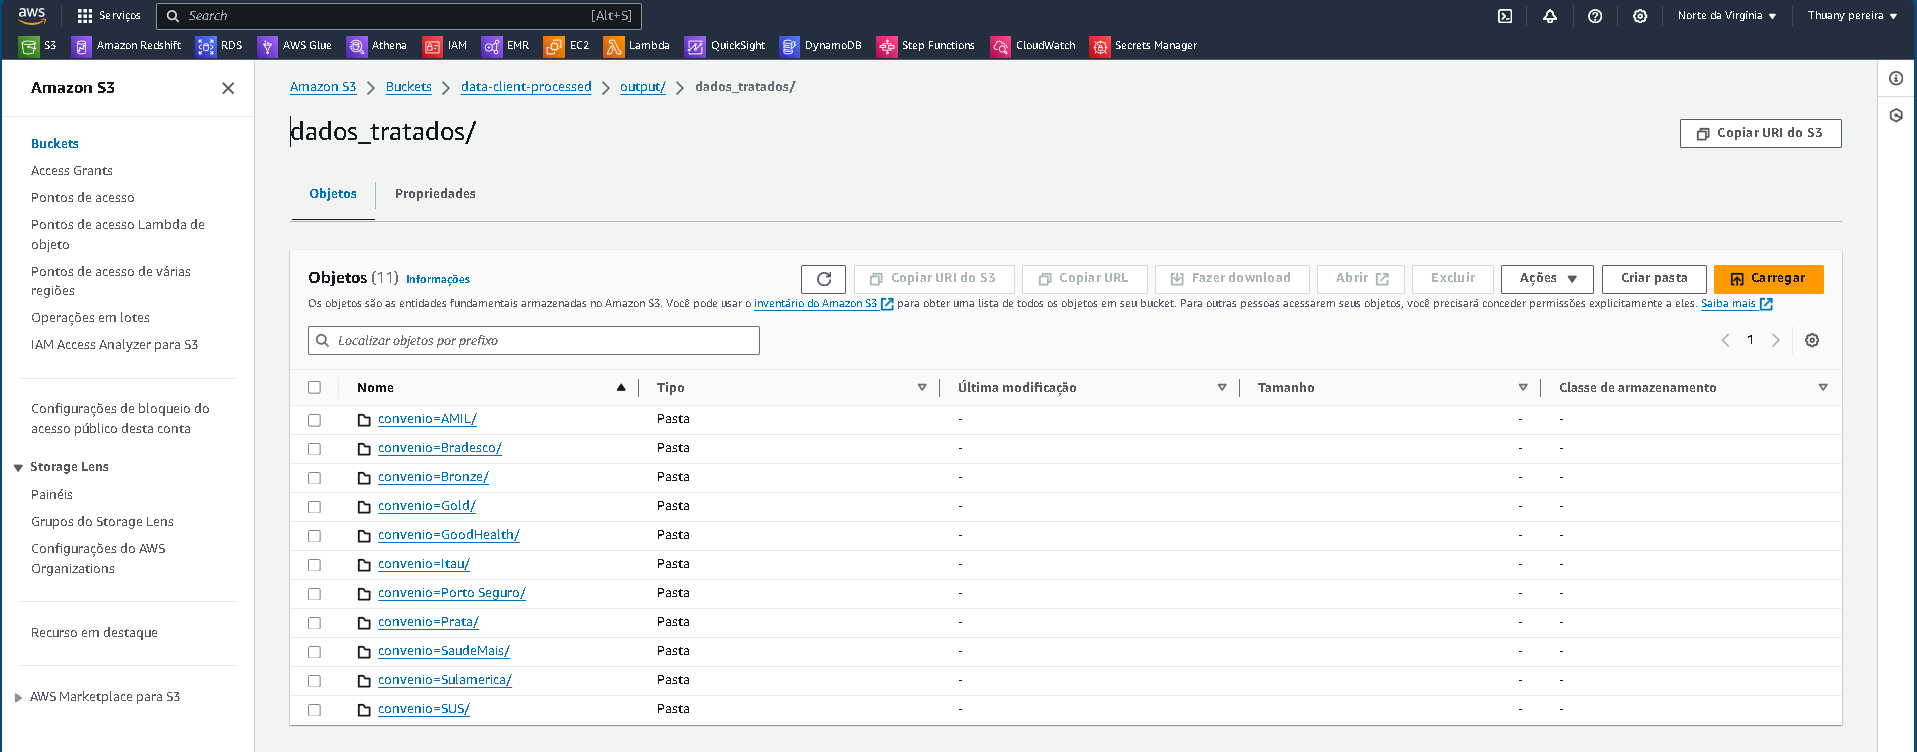 aws Serviços Search [Alt+S] Norte da Virgínia Thuany pereira
S3 Amazon Redshift RDS AWS Glue Athena IAM EMR EC2 Lambda QuickSight DynamoDB Step Functions CloudWatch Secrets Manager
Amazon S3
Buckets
Access Grants
Pontos de acesso
Pontos de acesso Lambda de
objeto
Pontos de acesso de várias
regiões
Operações em lotes
IAM Access Analyzer para S3
Configurações de bloqueio do
acesso público desta conta
Storage Lens
Painéis
Grupos do Storage Lens
Configurações do AWS
Organizations
Recurso em destaque
AWS Marketplace para S3
Amazon S3 Buckets data-client-processed output/ dados_tratados/
dados_tratados/
Copiar URI do S3
Objetos Propriedades
Objetos (11) Informações
Copiar URI do S3 Copiar URL Fazer download Abrir Excluir Ações Criar pasta Carregar
Os objetos são as entidades fundamentais armazenadas no Amazon S3. Você pode usar o inventário do Amazon S3 para obter uma lista de todos os objetos em seu bucket. Para outras pessoas acessarem seus objetos, você precisará conceder permissões explicitamente a eles. Saiba mais
Localizar objetos por prefixo
1
Nome Tipo Última modificação Tamanho Classe de armazenamento
convenio=AMIL/ Pasta - - -
convenio=Bradesco/ Pasta - - -
convenio=Bronze/ Pasta - - -
convenio=Gold/ Pasta - - -
convenio=GoodHealth/ Pasta - - -
convenio=Itau/ Pasta - - -
convenio=Porto Seguro/ Pasta - - -
convenio=Prata/ Pasta - - -
convenio=SaudeMais/ Pasta - - -
convenio=Sulamerica/ Pasta - - -
convenio=SUS/ Pasta - - -